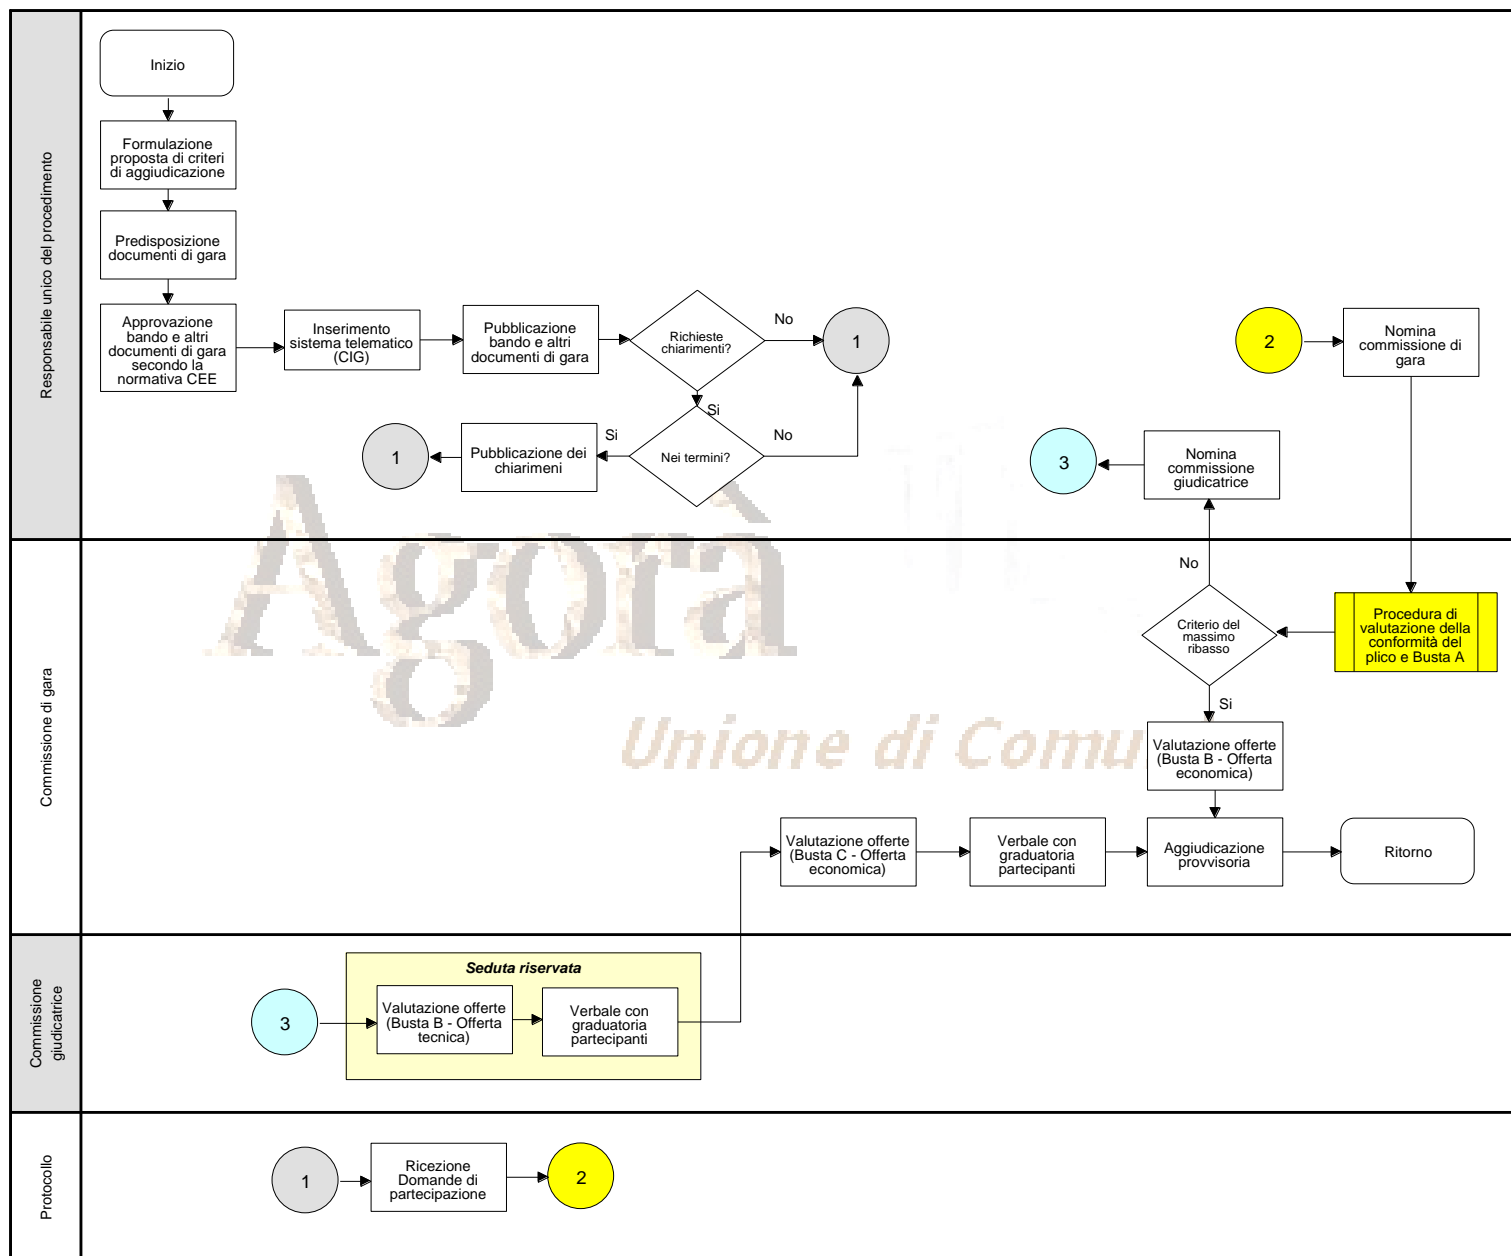 Responsabile unico del procedimento
Inizio
Formulazione
proposta di criteri
di aggiudicazione
Predisposizione
documenti di gara
Approvazione
bando e altri
documenti di gara
secondo la
normativa CEE
Inserimento
sistema telematico
(CIG)
Pubblicazione
bando e altri
documenti di gara
Richieste
chiarimenti?
No
1
Si
Nei termini?
No
Si
Pubblicazione dei
chiarimeni
1
2
Nomina
commissione di
gara
Nomina
commissione
giudicatrice
3
Agorà
Unione di Comu
Commissione di gara
No
Criterio del
massimo
ribasso
Procedura di
valutazione della
conformità del
plico e Busta A
Si
Valutazione offerte
(Busta B - Offerta
economica)
Valutazione offerte
(Busta C - Offerta
economica)
Verbale con
graduatoria
partecipanti
Aggiudicazione
provvisoria
Ritorno
Commissione
giudicatrice
3
Seduta riservata
Valutazione offerte
(Busta B - Offerta
tecnica)
Verbale con
graduatoria
partecipanti
Protocollo
1
Ricezione
Domande di
partecipazione
2